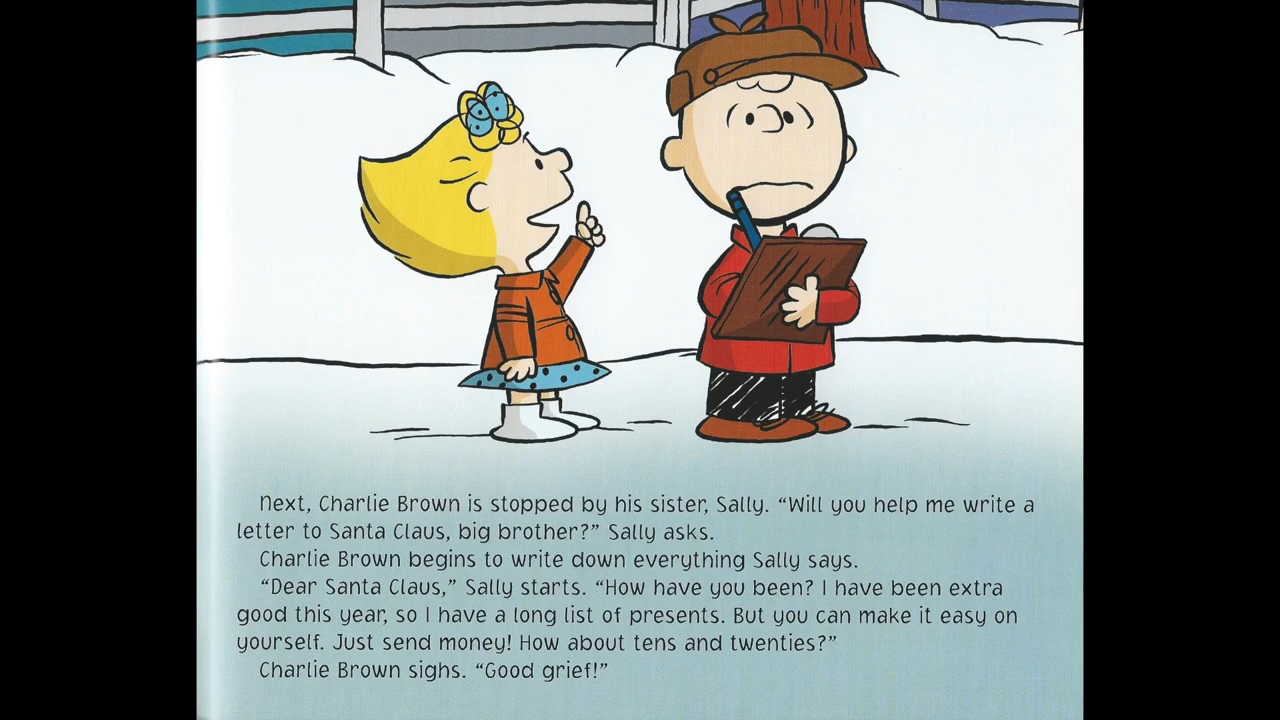 Next, Charlie Brown is stopped by his sister, Sally. “Will you help me write a
letter to Santa Claus, big brother?” Sally asks.
Charlie Brown begins to write down everything Sally says.
“Dear Santa Claus,” Sally starts. “How have you been? I have been extra
good this year, so I have a long list of presents. But you can make it easy on
yourself. Just send money! How about tens and twenties?”
Charlie Brown sighs. “Good grief!”